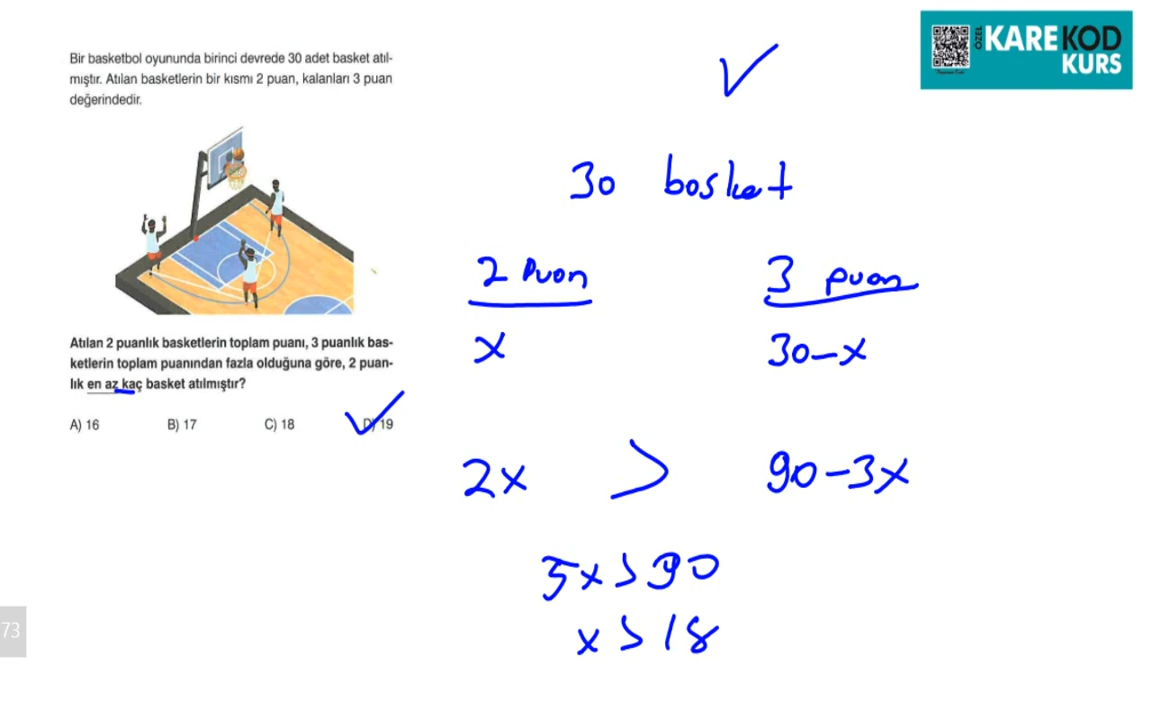 Bir basketbol oyununda birinci devrede 30 adet basket atıl-
mıştır. Atılan basketlerin bir kısmı 2 puan, kalanları 3 puan
değerindedir.
Atılan 2 puanlık basketlerin toplam puanı, 3 puanlık bas-
ketlerin toplam puanından fazla olduğuna göre, 2 puan-
lık en az kaç basket atılmıştır?
A) 16 B) 17 C) 18 D) 19
ÖZEL
KAREKOD
KURS
30 basket
2 puan 3 puan
x 30-x
2x > 90-3x
5x > 90
x > 18
73